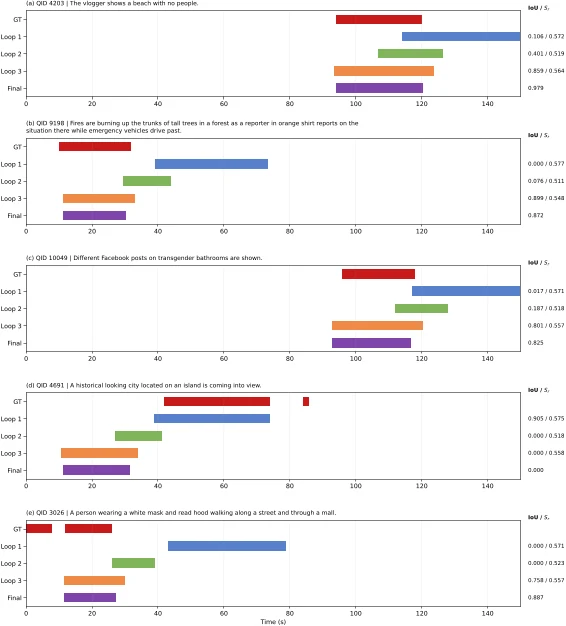 (a) QID 4203 | The vlogger shows a beach with no people.
IoU / Sᵣ
GT
Loop 1 0.106 / 0.572
Loop 2 0.401 / 0.519
Loop 3 0.859 / 0.564
Final 0.979
0 20 40 60 80 100 120 140
(b) QID 9198 | Fires are burning up the trunks of tall trees in a forest as a reporter in orange shirt reports on the
situation there while emergency vehicles drive past.
IoU / Sᵣ
GT
Loop 1 0.000 / 0.577
Loop 2 0.076 / 0.511
Loop 3 0.899 / 0.548
Final 0.872
0 20 40 60 80 100 120 140
(c) QID 10049 | Different Facebook posts on transgender bathrooms are shown.
IoU / Sᵣ
GT
Loop 1 0.017 / 0.571
Loop 2 0.187 / 0.518
Loop 3 0.801 / 0.557
Final 0.825
0 20 40 60 80 100 120 140
(d) QID 4691 | A historical looking city located on an island is coming into view.
IoU / Sᵣ
GT
Loop 1 0.905 / 0.575
Loop 2 0.000 / 0.518
Loop 3 0.000 / 0.558
Final 0.000
0 20 40 60 80 100 120 140
(e) QID 3026 | A person wearing a white mask and read hood walking along a street and through a mall.
IoU / Sᵣ
GT
Loop 1 0.000 / 0.571
Loop 2 0.000 / 0.523
Loop 3 0.758 / 0.557
Final 0.887
0 20 40 60 80 100 120 140
Time (s)